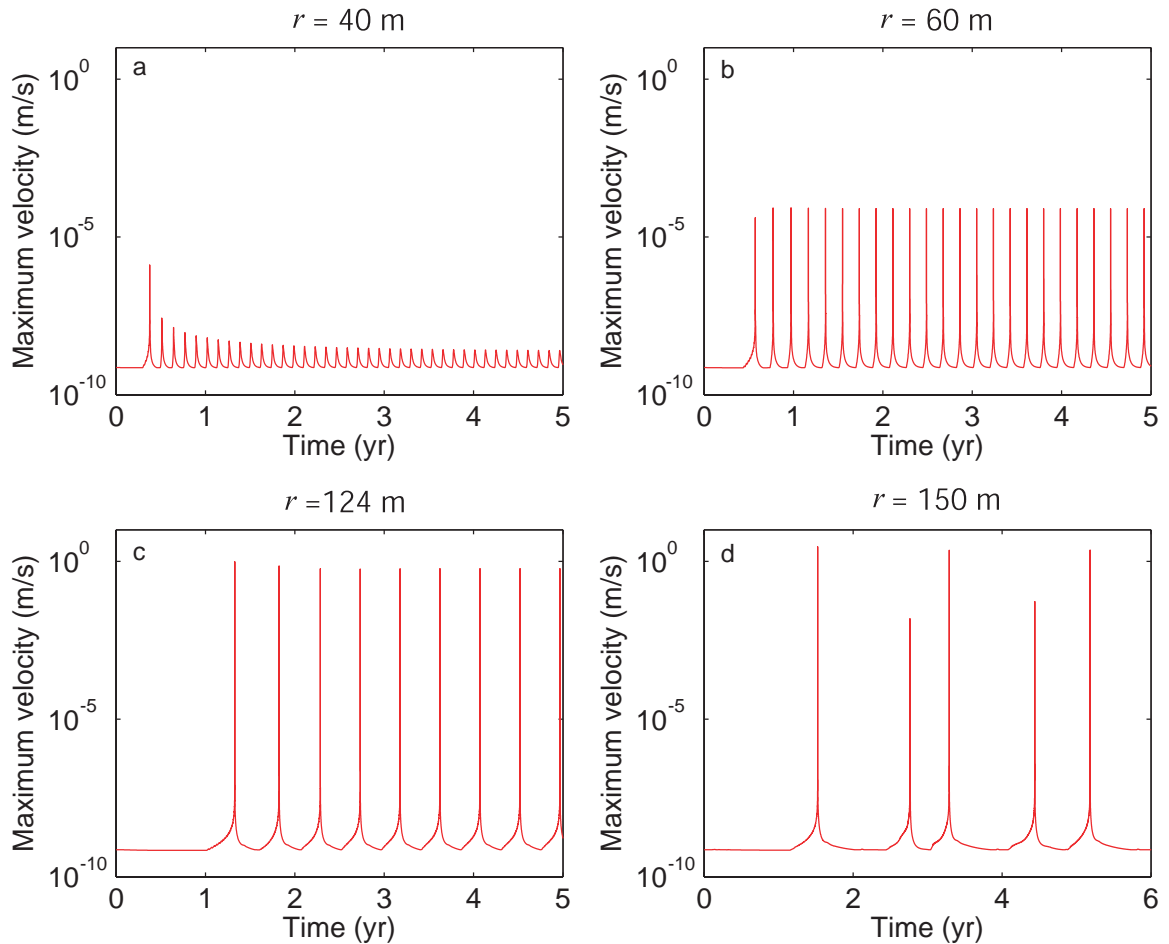 r = 40 m
a
Maximum velocity (m/s)
10^0
10^-5
10^-10
0 1 2 3 4 5
Time (yr)
r = 60 m
b
Maximum velocity (m/s)
10^0
10^-5
10^-10
0 1 2 3 4 5
Time (yr)
r =124 m
c
Maximum velocity (m/s)
10^0
10^-5
10^-10
0 1 2 3 4 5
Time (yr)
r = 150 m
d
Maximum velocity (m/s)
10^0
10^-5
10^-10
0 2 4 6
Time (yr)